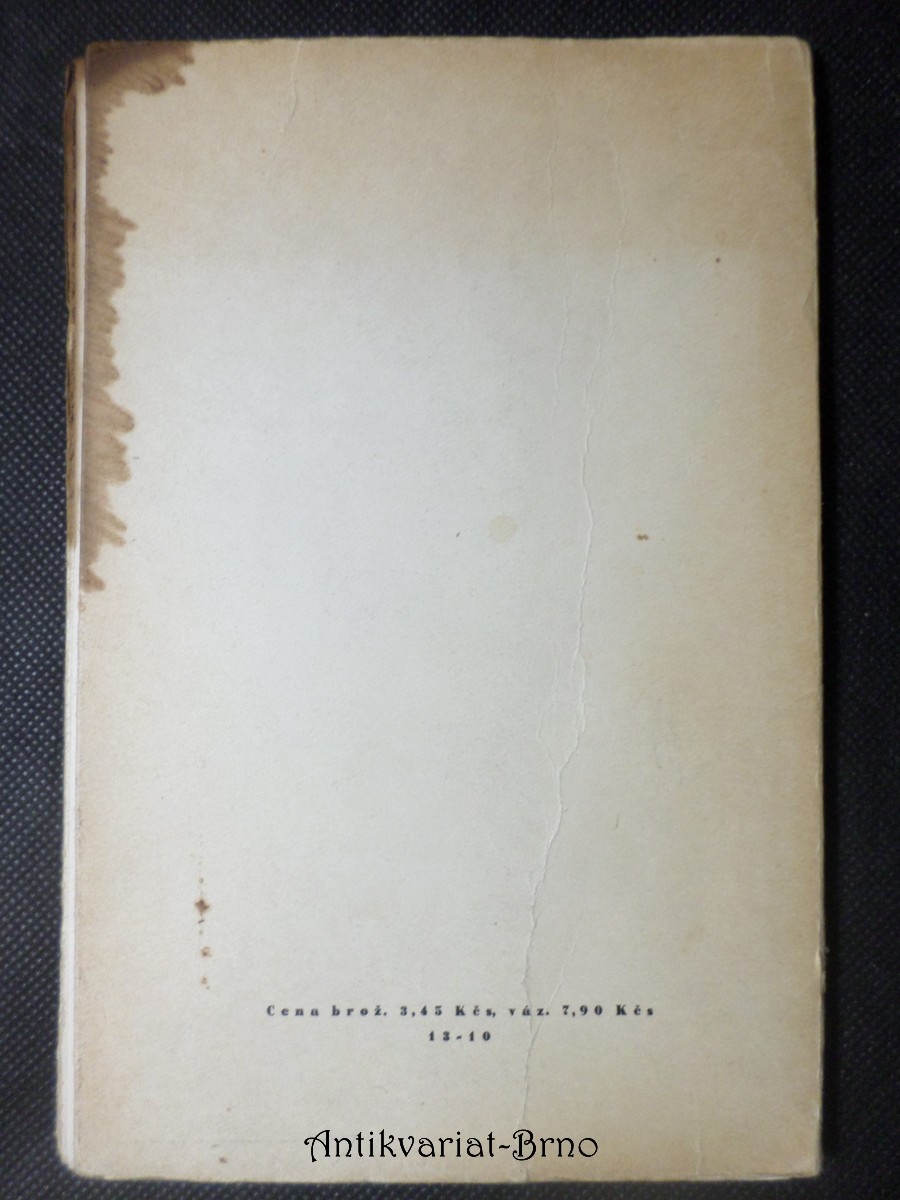 Cena brož. 3,45 Kčs, váz. 7,90 Kčs
13-10
Antikvariat-Brno